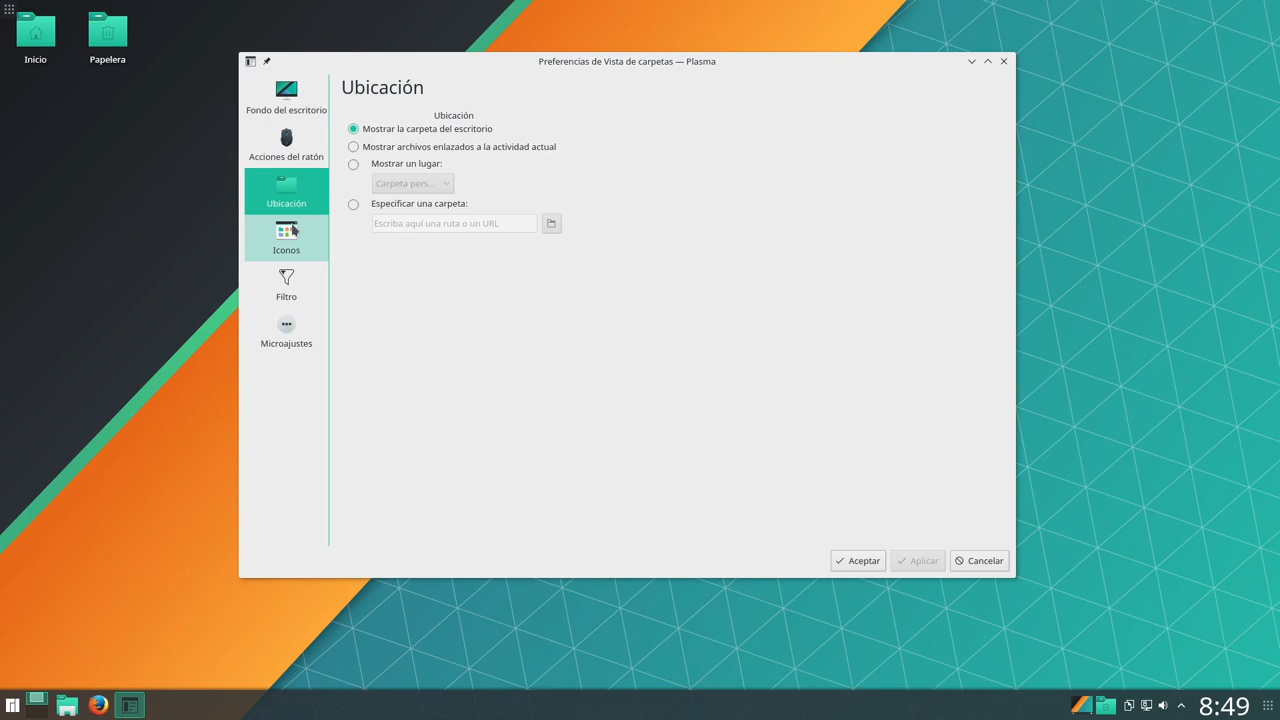 Inicio
Papelera
Preferencias de Vista de carpetas — Plasma
Fondo del escritorio
Acciones del ratón
Ubicación
Iconos
Filtro
Microajustes
Ubicación
Ubicación
Mostrar la carpeta del escritorio
Mostrar archivos enlazados a la actividad actual
Mostrar un lugar:
Carpeta pers...
Especificar una carpeta:
Escriba aquí una ruta o un URL
Aceptar
Aplicar
Cancelar
8:49